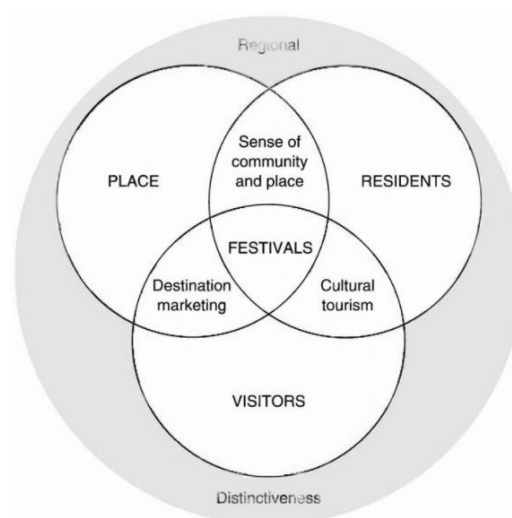 Regional
Sense of
community
and place
PLACE
RESIDENTS
FESTIVALS
Destination
marketing
Cultural
tourism
VISITORS
Distinctiveness